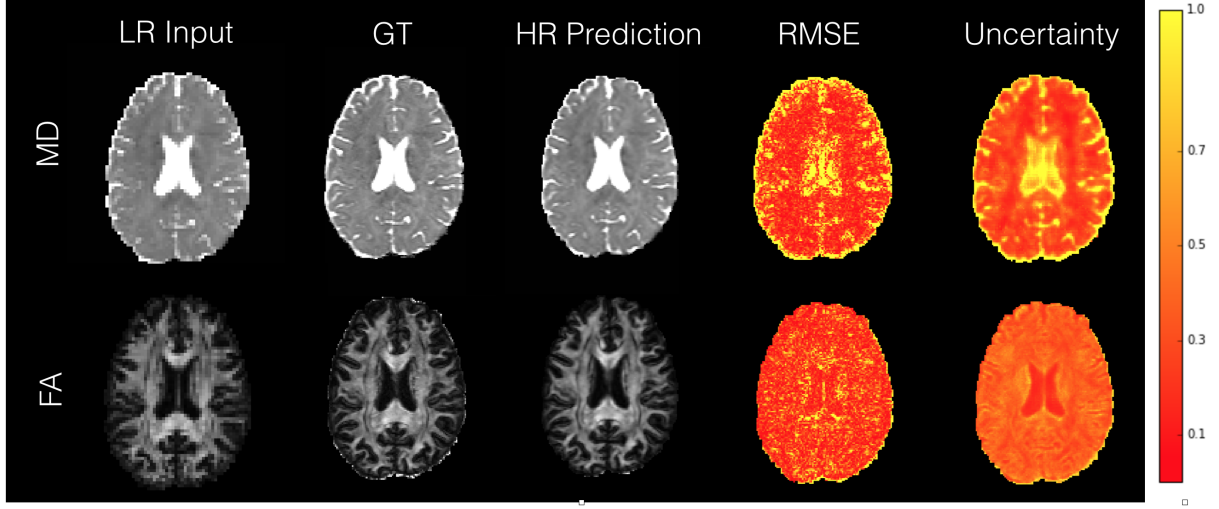 LR Input GT HR Prediction RMSE Uncertainty
MD
FA
1.0
0.7
0.5
0.3
0.1